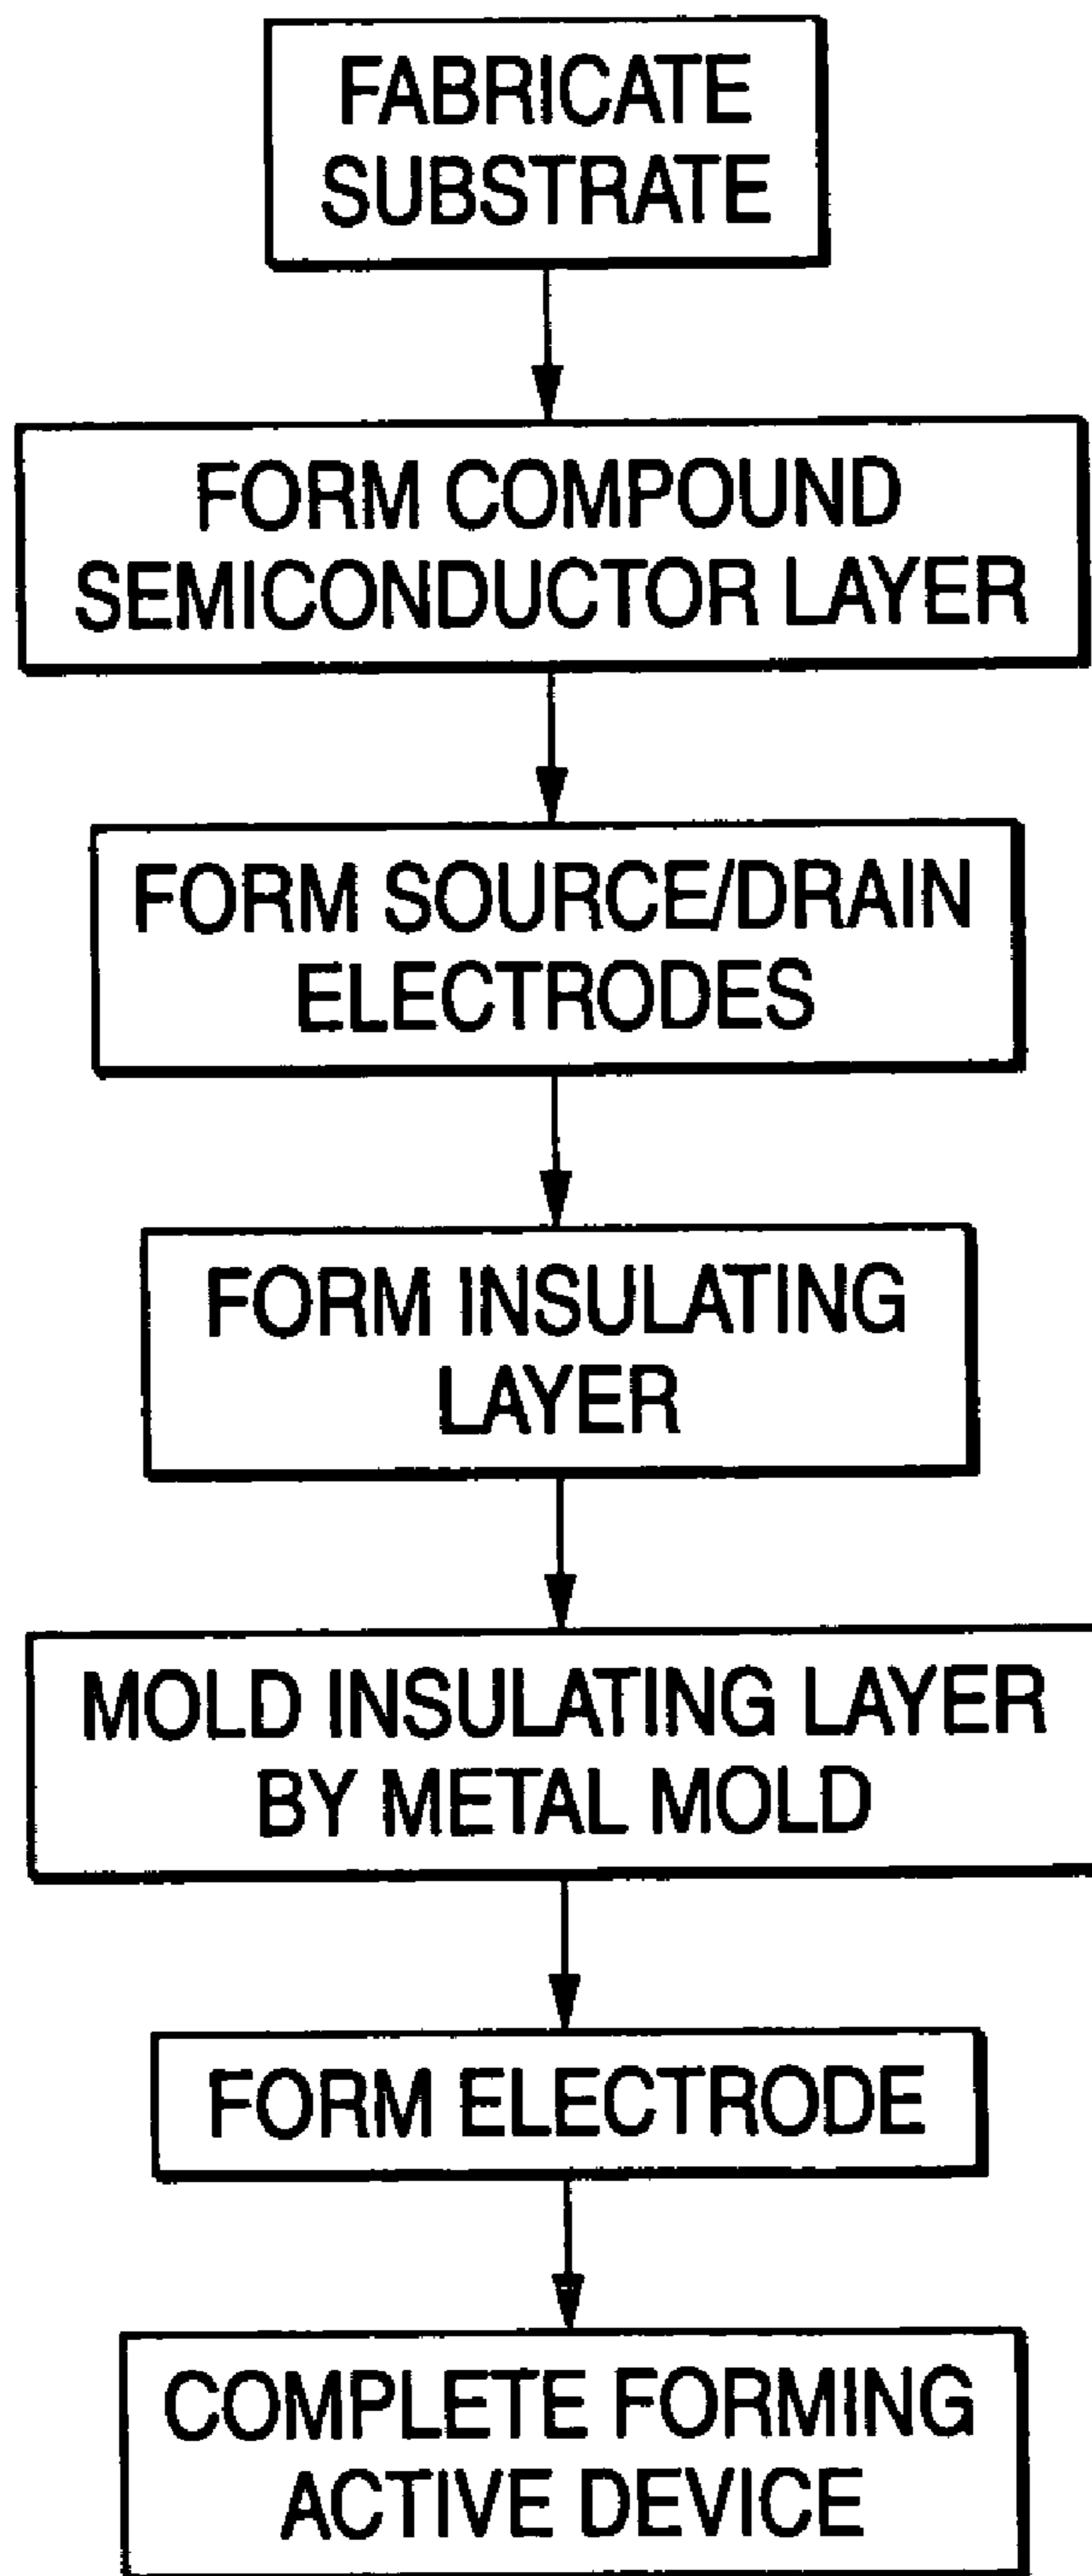 FABRICATE
SUBSTRATE
FORM COMPOUND
SEMICONDUCTOR LAYER
FORM SOURCE/DRAIN
ELECTRODES
FORM INSULATING
LAYER
MOLD INSULATING LAYER
BY METAL MOLD
FORM ELECTRODE
COMPLETE FORMING
ACTIVE DEVICE